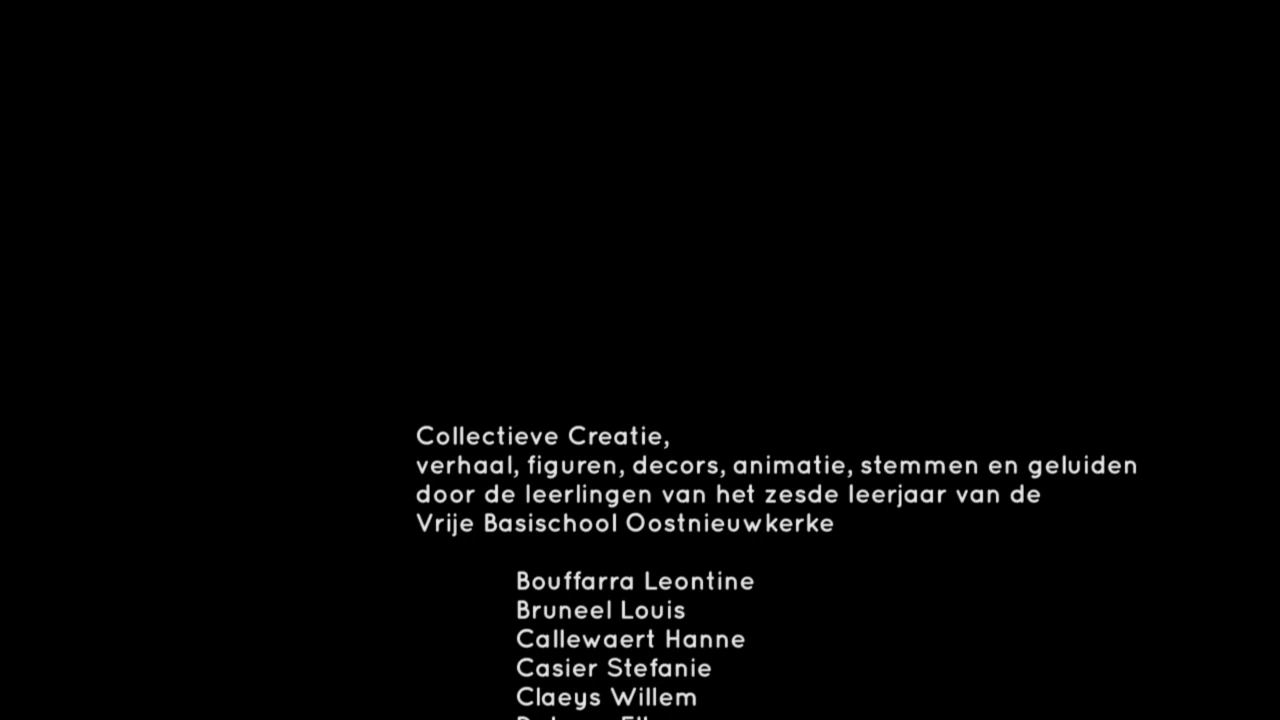 Collectieve Creatie,
verhaal, figuren, decors, animatie, stemmen en geluiden
door de leerlingen van het zesde leerjaar van de
Vrije Basischool Oostnieuwkerke
Bouffarra Leontine
Bruneel Louis
Callewaert Hanne
Casier Stefanie
Claeys Willem